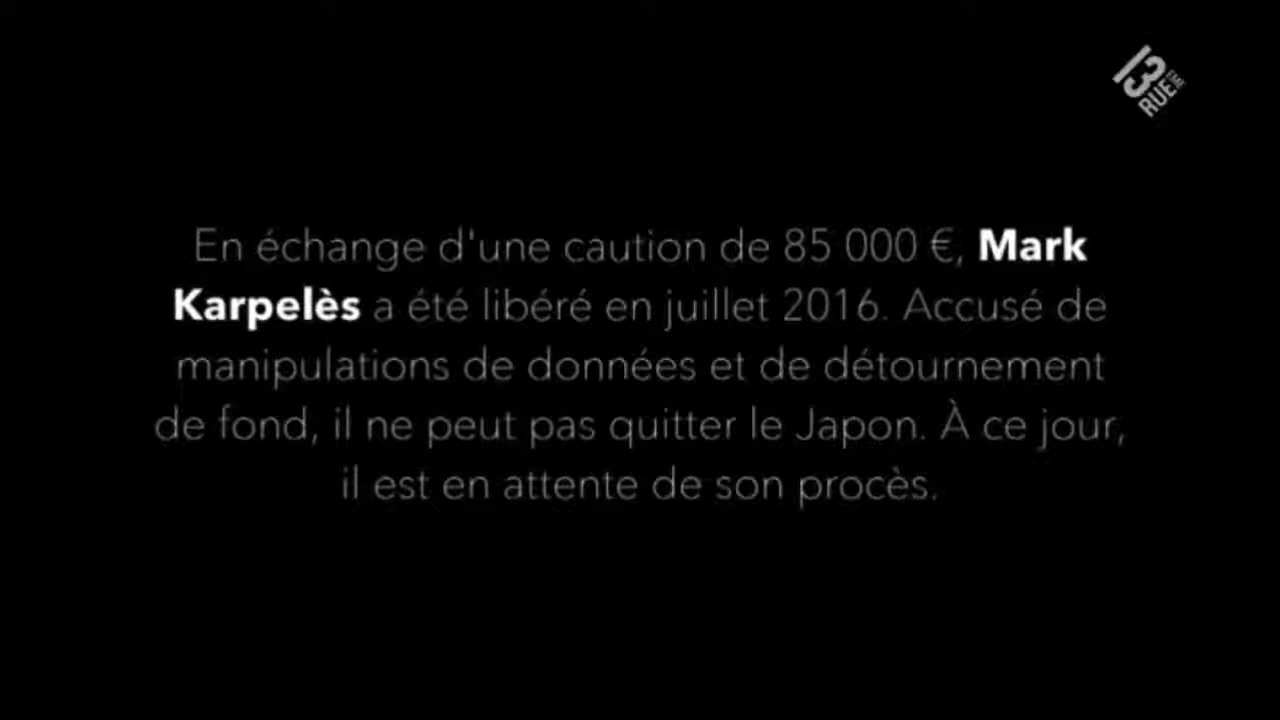 13
EME
RUE
En échange d'une caution de 85 000 €, Mark
Karpelès a été libéré en juillet 2016. Accusé de
manipulations de données et de détournement
de fond, il ne peut pas quitter le Japon. À ce jour,
il est en attente de son procès.